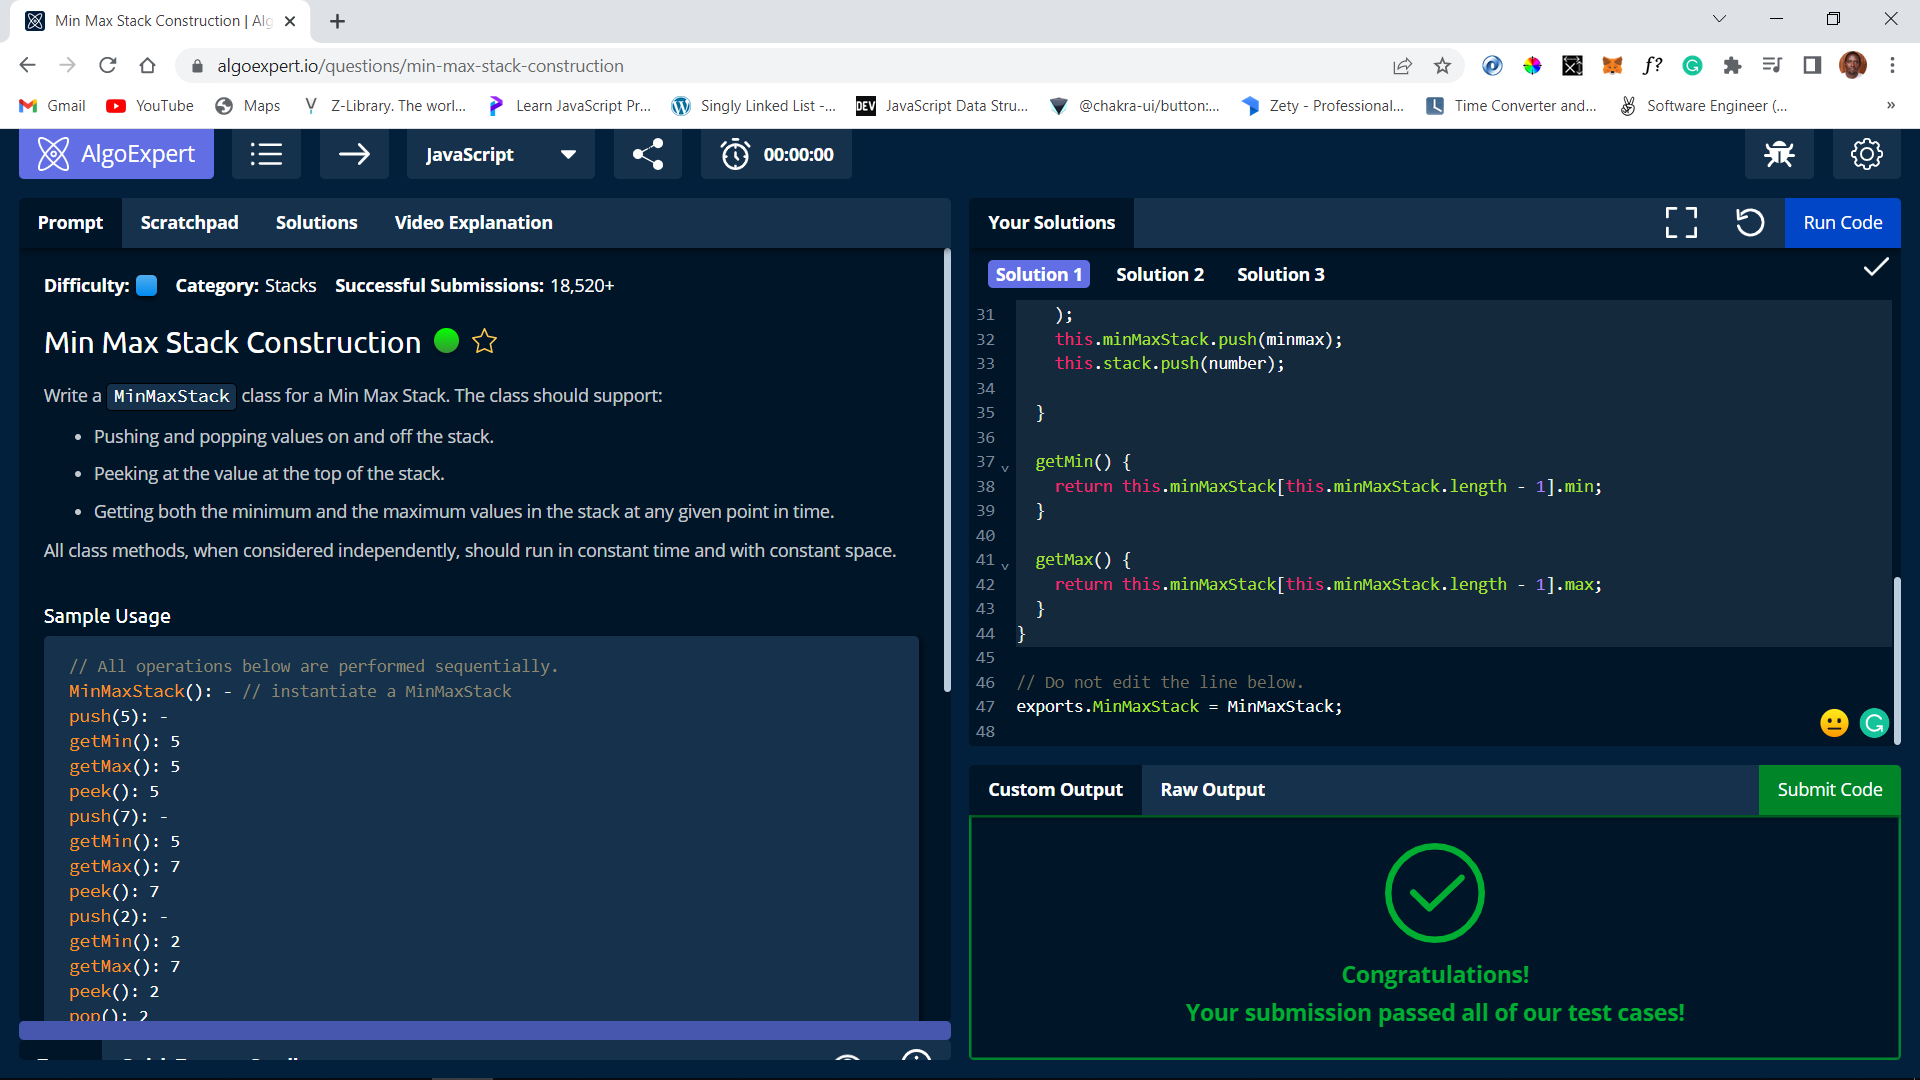 Min Max Stack Construction | Alg
algoexpert.io/questions/min-max-stack-construction
f?
Gmail
YouTube
Maps
Z-Library. The worl...
Learn JavaScript Pr...
Singly Linked List -...
DEV
JavaScript Data Stru...
@chakra-ui/button:...
Zety - Professional...
Time Converter and...
Software Engineer (...
»
AlgoExpert
JavaScript
00:00:00
Prompt
Scratchpad
Solutions
Video Explanation
Difficulty: Category: Stacks Successful Submissions: 18,520+
Min Max Stack Construction
Write a MinMaxStack class for a Min Max Stack. The class should support:
• Pushing and popping values on and off the stack.
• Peeking at the value at the top of the stack.
• Getting both the minimum and the maximum values in the stack at any given point in time.
All class methods, when considered independently, should run in constant time and with constant space.
Sample Usage
// All operations below are performed sequentially.
MinMaxStack(): - // instantiate a MinMaxStack
push(5): -
getMin(): 5
getMax(): 5
peek(): 5
push(7): -
getMin(): 5
getMax(): 7
peek(): 7
push(2): -
getMin(): 2
getMax(): 7
peek(): 2
pop(): 2
Your Solutions
Run Code
Solution 1
Solution 2
Solution 3
31 );
32 this.minMaxStack.push(minmax);
33 this.stack.push(number);
34
35 }
36
37 getMin() {
38 return this.minMaxStack[this.minMaxStack.length - 1].min;
39 }
40
41 getMax() {
42 return this.minMaxStack[this.minMaxStack.length - 1].max;
43 }
44 }
45
46 // Do not edit the line below.
47 exports.MinMaxStack = MinMaxStack;
48
Custom Output
Raw Output
Submit Code
Congratulations!
Your submission passed all of our test cases!